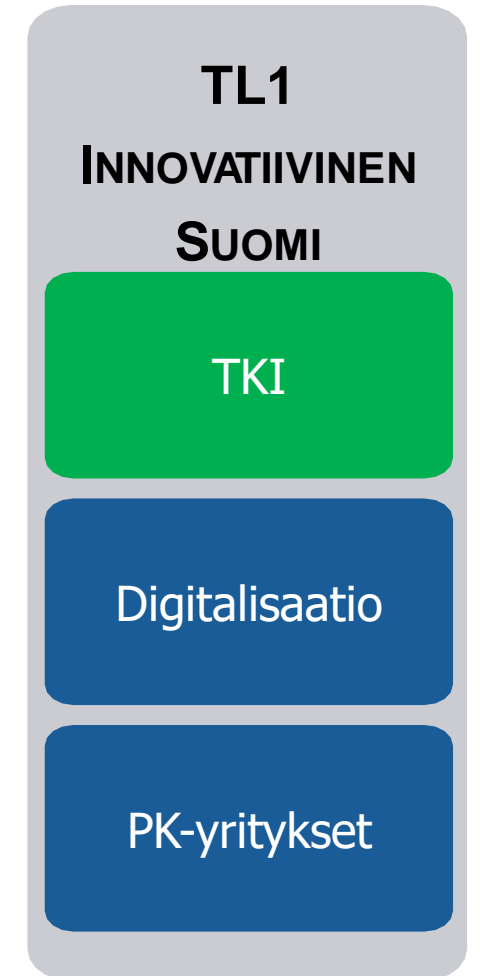 TL1
INNOVATIIVINEN
SUOMI
TKI
Digitalisaatio
PK-yritykset